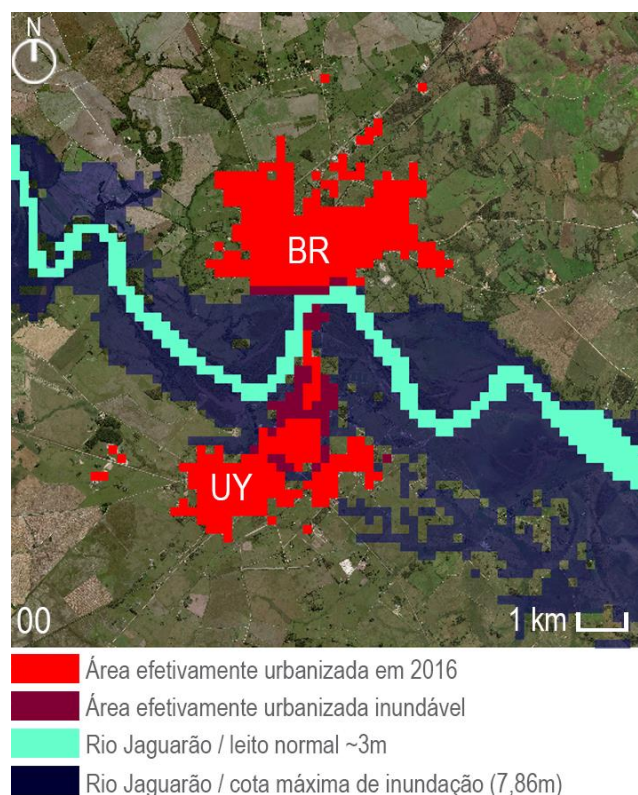 N
BR
UY
00
1 km
Área efetivamente urbanizada em 2016
Área efetivamente urbanizada inundável
Rio Jaguarão / leito normal ~3m
Rio Jaguarão / cota máxima de inundação (7,86m)